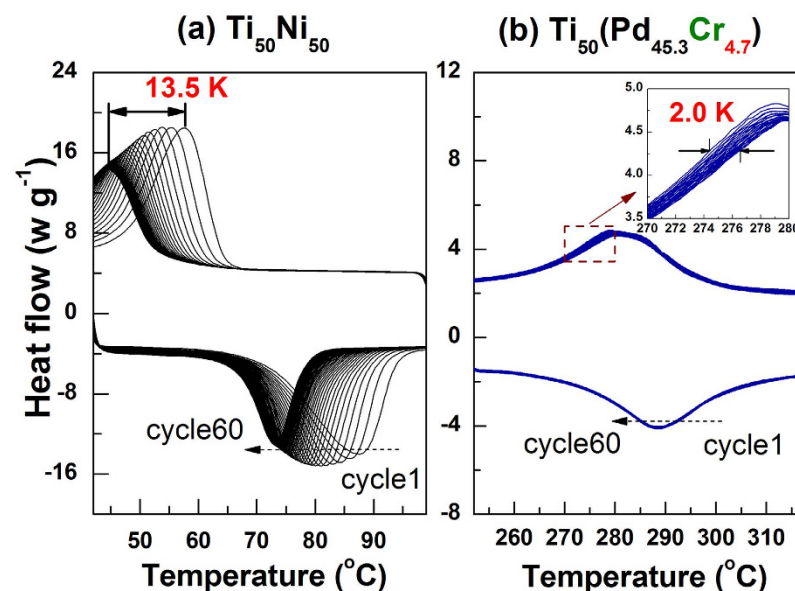 (a) Ti₅₀Ni₅₀
24
16
8
0
-8
-16
Heat flow (w g⁻¹)
13.5 K
cycle60
cycle1
50 60 70 80 90
Temperature (°C)
(b) Ti₅₀(Pd₄₅.₃Cr₄.₇)
12
8
4
0
-4
-8
5.0
4.5
4.0
3.5
2.0 K
270 272 274 276 278 280
cycle60
cycle1
260 270 280 290 300 310
Temperature (°C)